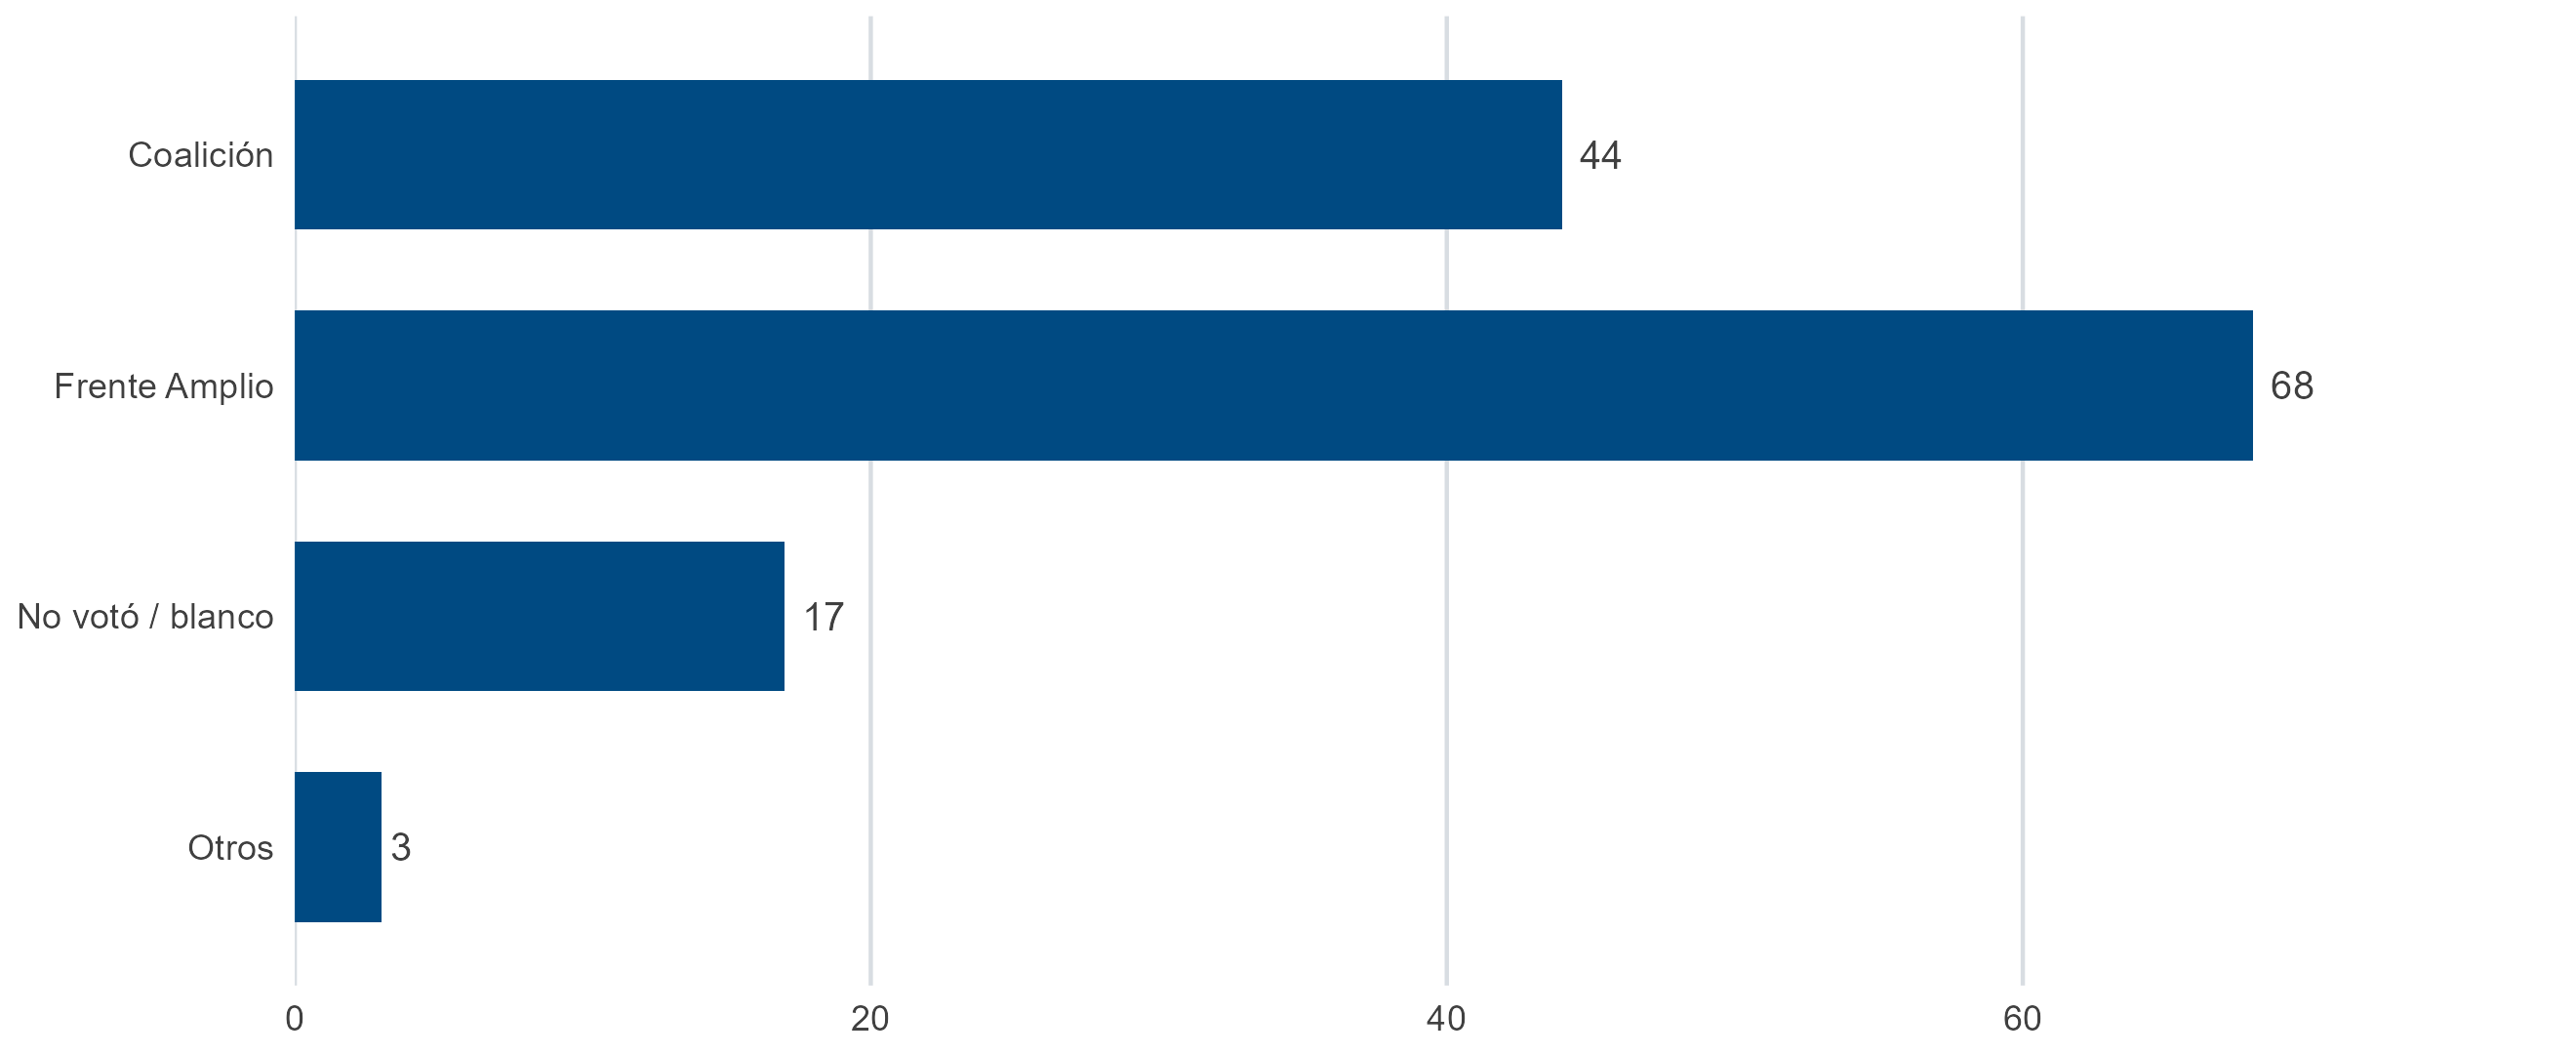 Coalición 44
Frente Amplio 68
No votó / blanco 17
Otros 3
0 20 40 60